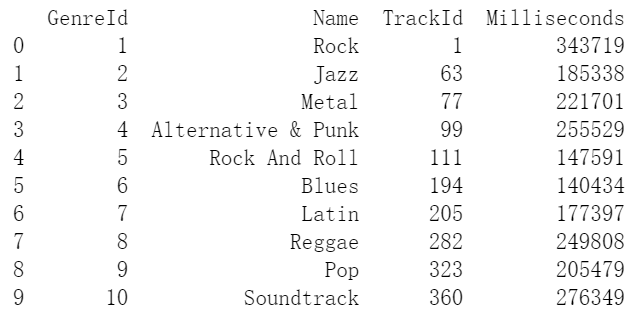 GenreId Name TrackId Milliseconds
0 1 Rock 1 343719
1 2 Jazz 63 185338
2 3 Metal 77 221701
3 4 Alternative & Punk 99 255529
4 5 Rock And Roll 111 147591
5 6 Blues 194 140434
6 7 Latin 205 177397
7 8 Reggae 282 249808
8 9 Pop 323 205479
9 10 Soundtrack 360 276349